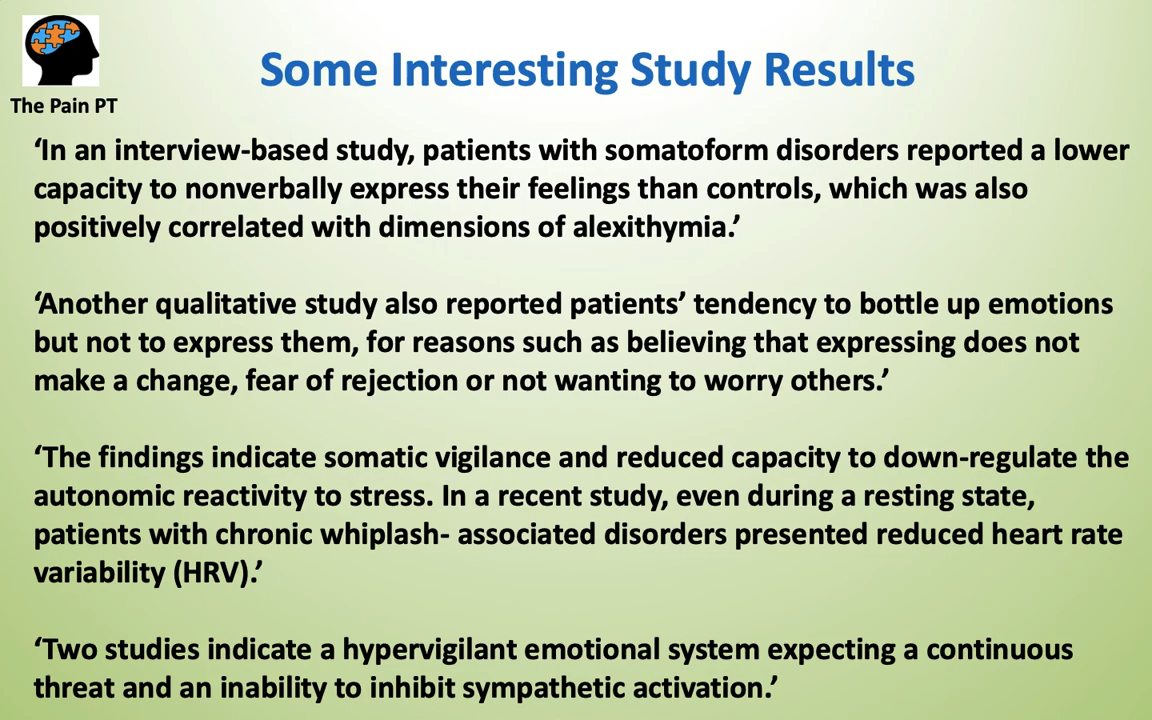 The Pain PT
Some Interesting Study Results
‘In an interview-based study, patients with somatoform disorders reported a lower
capacity to nonverbally express their feelings than controls, which was also
positively correlated with dimensions of alexithymia.’
‘Another qualitative study also reported patients’ tendency to bottle up emotions
but not to express them, for reasons such as believing that expressing does not
make a change, fear of rejection or not wanting to worry others.’
‘The findings indicate somatic vigilance and reduced capacity to down-regulate the
autonomic reactivity to stress. In a recent study, even during a resting state,
patients with chronic whiplash- associated disorders presented reduced heart rate
variability (HRV).’
‘Two studies indicate a hypervigilant emotional system expecting a continuous
threat and an inability to inhibit sympathetic activation.’